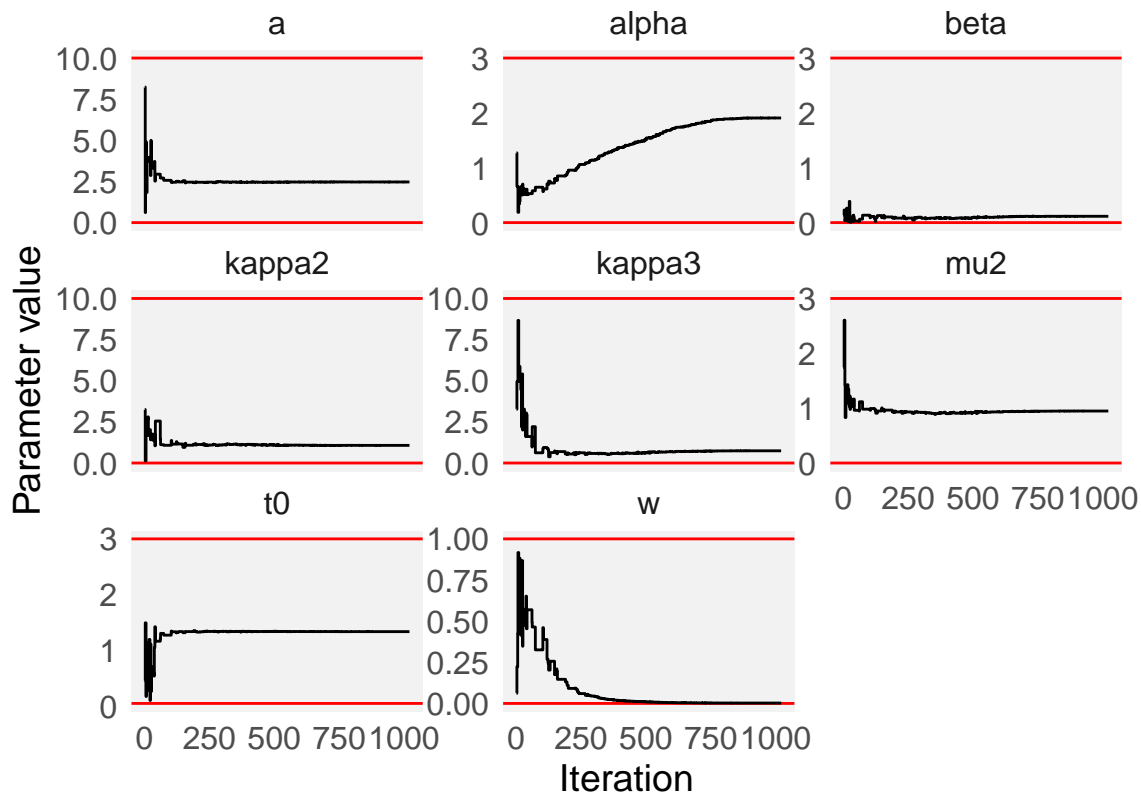 a alpha beta
10.0 3 3
7.5 2 2
5.0 1 1
2.5 0 0
0.0
kappa2 kappa3 mu2
10.0 10.0 3
7.5 7.5 2
5.0 5.0 1
2.5 2.5 0
0.0 0.0
0 250 500 750 1000
t0 w
3 1.00
2 0.75
1 0.50
0 0.25
0.00
0 250 500 750 1000 0 250 500 750 1000
Parameter value
Iteration